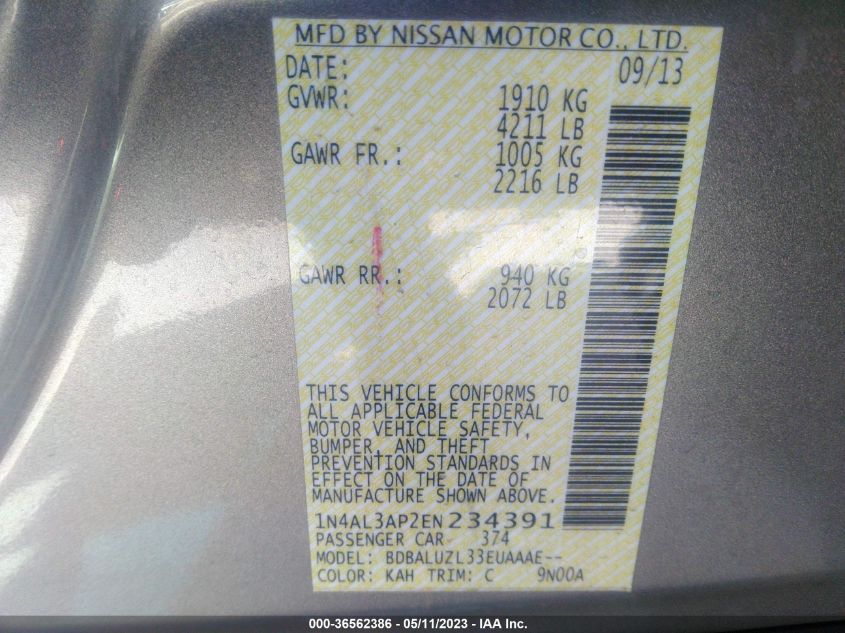 MFD BY NISSAN MOTOR CO., LTD.
DATE: 09/13
GVWR: 1910 KG
4211 LB
GAWR FR.: 1005 KG
2216 LB
GAWR RR.: 940 KG
2072 LB
THIS VEHICLE CONFORMS TO
ALL APPLICABLE FEDERAL
MOTOR VEHICLE SAFETY,
BUMPER, AND THEFT
PREVENTION STANDARDS IN
EFFECT ON THE DATE OF
MANUFACTURE SHOWN ABOVE.
1N4AL3AP2EN234391
PASSENGER CAR 374
MODEL: BDBALUZL33EUAAAE--
COLOR: KAH TRIM: C 9N00A
000-36562386 - 05/11/2023 - IAA Inc.